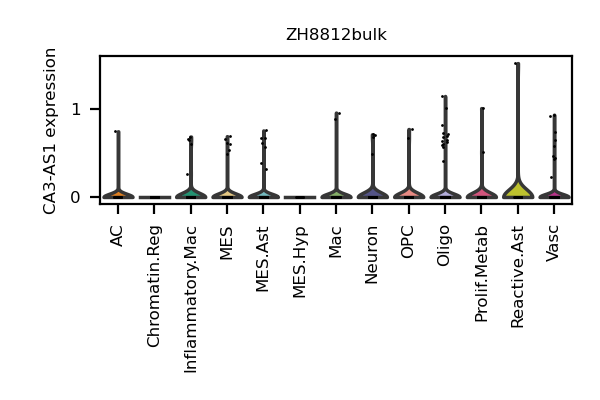 ZH8812bulk
CA3-AS1 expression
1
0
AC
Chromatin.Reg
Inflammatory.Mac
MES
MES.Ast
MES.Hyp
Mac
Neuron
OPC
Oligo
Prolif.Metab
Reactive.Ast
Vasc